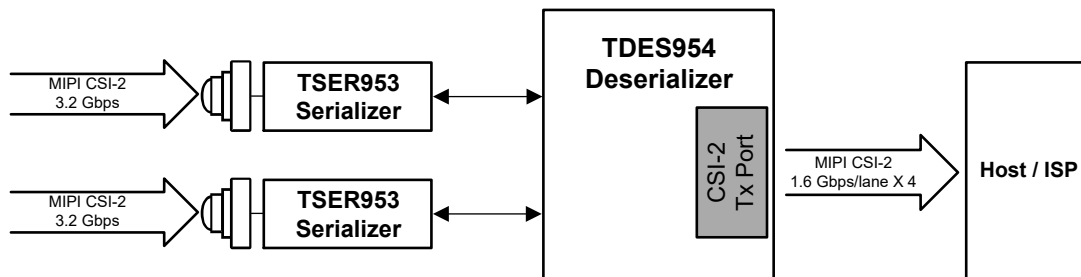 MIPI CSI-2
3.2 Gbps
TSER953
Serializer
MIPI CSI-2
3.2 Gbps
TSER953
Serializer
TDES954
Deserializer
CSI-2
Tx Port
MIPI CSI-2
1.6 Gbps/lane X 4
Host / ISP